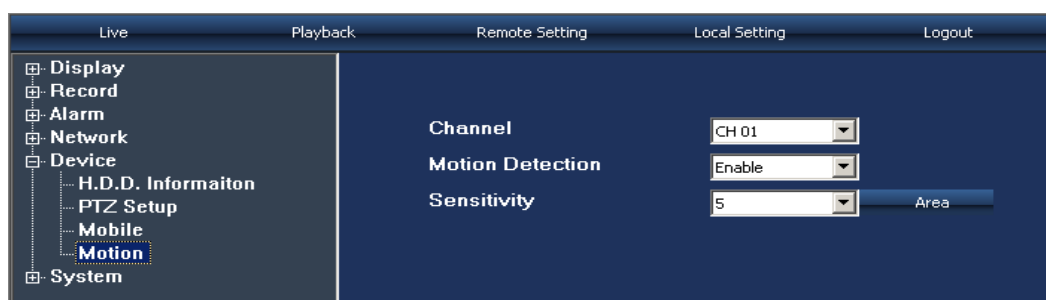 Live Playback Remote Setting Local Setting Logout
Display
Record
Alarm
Network
Device
H.D.D. Informaiton
PTZ Setup
Mobile
Motion
System
Channel CH 01
Motion Detection Enable
Sensitivity 5 Area